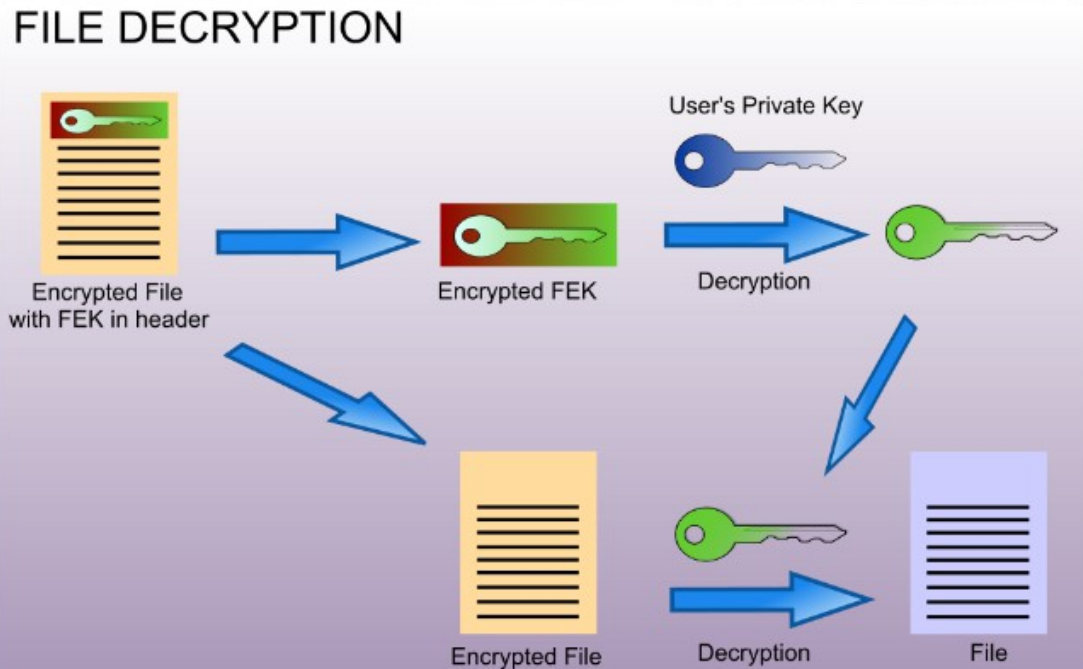 FILE DECRYPTION
User's Private Key
Encrypted File
with FEK in header
Encrypted FEK
Decryption
Encrypted File
Decryption
File